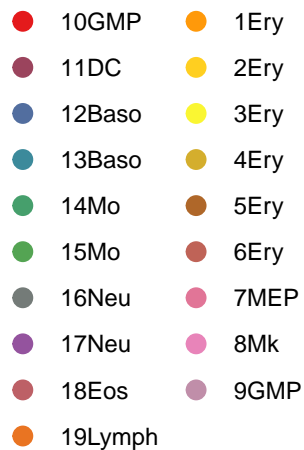 10GMP
11DC
12Baso
13Baso
14Mo
15Mo
16Neu
17Neu
18Eos
19Lymph
1Ery
2Ery
3Ery
4Ery
5Ery
6Ery
7MEP
8Mk
9GMP